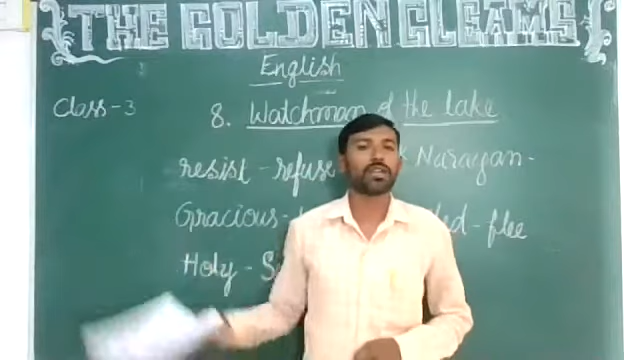 THE GOLDEN GLEAMS
English
Class-3
8. Watchman of the lake
resist - refuse Narayan-
Gracious- - flee
Holy -